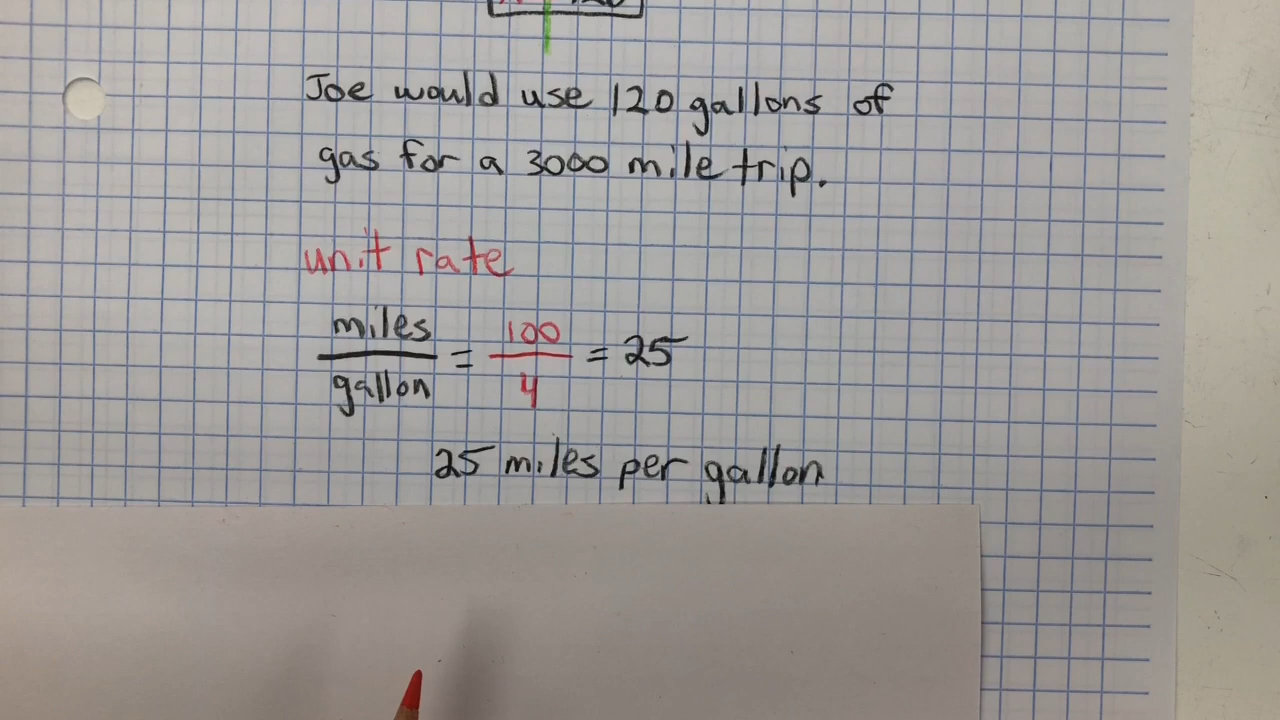 Joe would use 120 gallons of
gas for a 3000 mile trip.
unit rate
miles/gallon = 100/4 = 25
25 miles per gallon